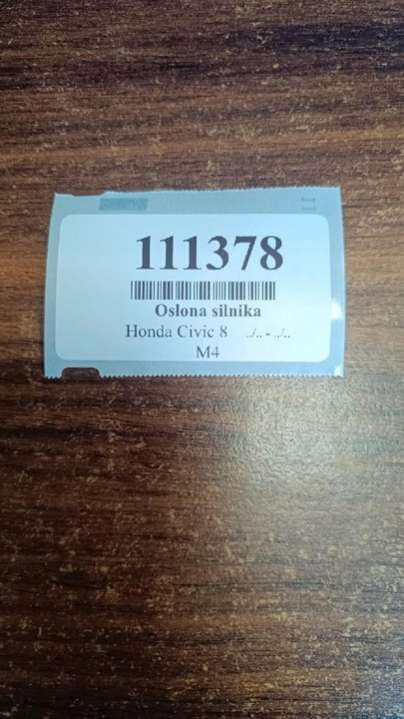 111378
Osłona silnika
Honda Civic 8 ../.. - ../..
M4